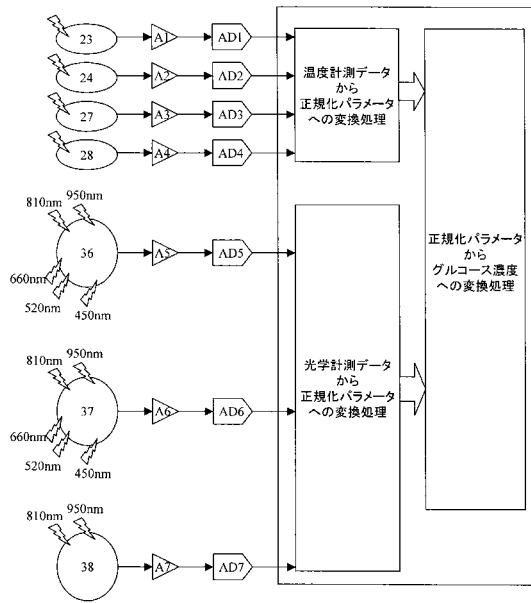 23 A1 AD1
24 A2 AD2
27 A3 AD3
28 A4 AD4
温度計測データ
から
正規化パラメータ
への変換処理
810nm
950nm
36 A5 AD5
660nm
520nm
450nm
正規化パラメータ
から
グルコース濃度
への変換処理
光学計測データ
から
正規化パラメータ
への変換処理
810nm
950nm
37 A6 AD6
660nm
520nm
450nm
810nm
950nm
38 A7 AD7